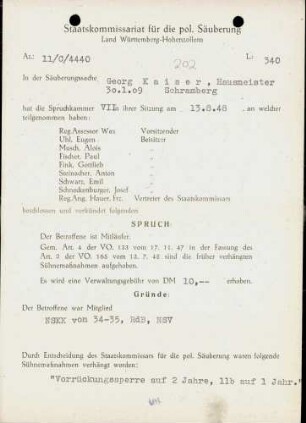 Staatskommissariat für die pol. Säuberung
Land Württemberg-Hohenzollern
Az.: 11/O/4440
L: 340
202
In der Säuberungssache Georg Kaiser, Hausmeister
30.1.09 Schramberg
hat die Spruchkammer VII in ihrer Sitzung am 13.8.48 , an welcher
teilgenommen haben:
Reg.Assessor Wax Vorsitzender
Uhl, Eugen Beisitzer
Musch, Alois "
Fischer, Paul "
Fink, Gottlieb "
Steinacher, Anton "
Schwarz, Emil "
Schneckenburger, Josef "
Reg.Ang. Hauer, Frz. Vertreter des Staatskommissars
beschlossen und verkündet folgenden
SPRUCH:
Der Betroffene ist Mitläufer.
Gem. Art. 4 der VO. 133 vom 17. 11. 47 in der Fassung des
Art. 2 der VO. 165 vom 13. 7. 48 sind die früher verhängten
Sühnemaßnahmen aufgehoben.
Es wird eine Verwaltungsgebühr von DM 10,-- erhoben.
Gründe:
Der Betroffene war Mitglied
NSKK von 34-35, RdB, NSV
Durch Entscheidung des Staatskommissars für die pol. Säuberung waren folgende
Sühnemaßnahmen verhängt worden:
"Vorrückungssperre auf 2 Jahre, 11b auf 1 Jahr."